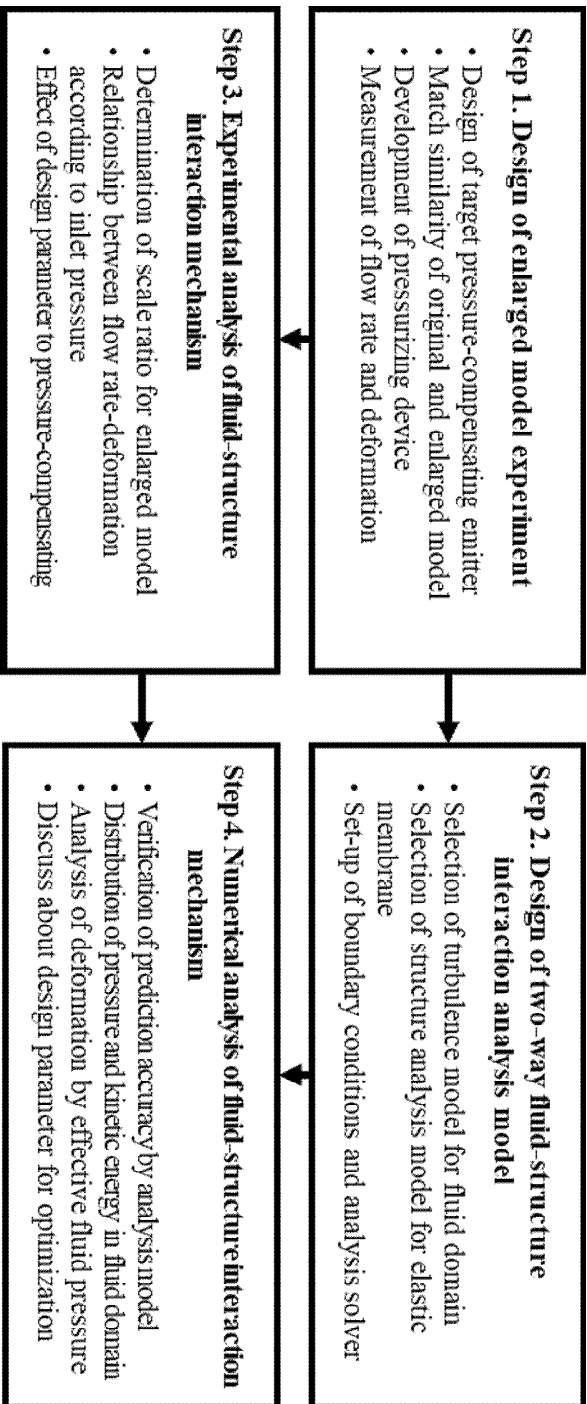 Step 1. Design of enlarged model experiment
• Design of target pressure-compensating emitter
• Match similarity of original and enlarged model
• Development of pressurizing device
• Measurement of flow rate and deformation
Step 2. Design of two-way fluid-structure
interaction analysis model
• Selection of turbulence model for fluid domain
• Selection of structure analysis model for elastic
membrane
• Set-up of boundary conditions and analysis solver
Step 3. Experimental analysis of fluid-structure
interaction mechanism
• Determination of scale ratio for enlarged model
• Relationship between flow rate-deformation
according to inlet pressure
• Effect of design parameter to pressure-compensating
Step 4. Numerical analysis of fluid-structure interaction
mechanism
• Verification of prediction accuracy by analysis model
• Distribution of pressure and kinetic energy in fluid domain
• Analysis of deformation by effective fluid pressure
• Discuss about design parameter for optimization